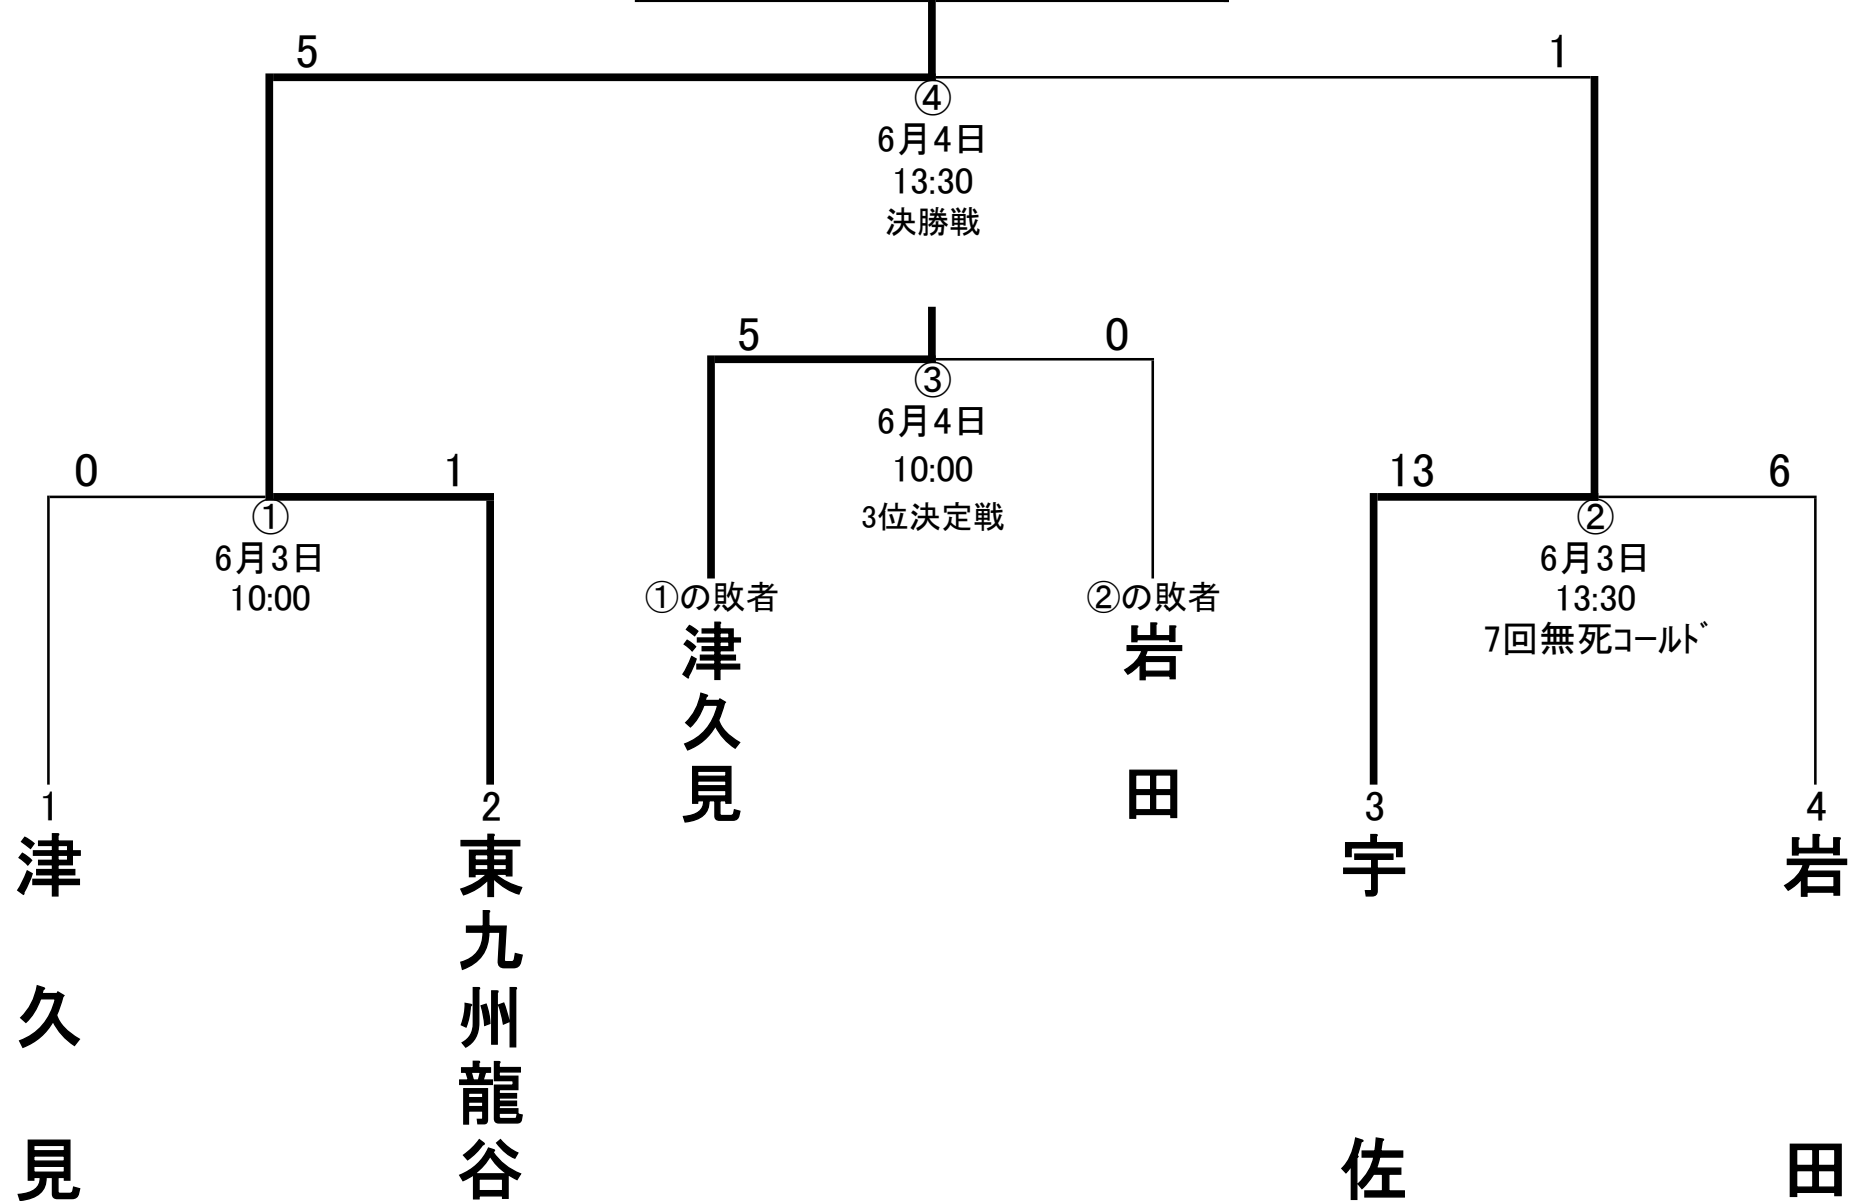 5
1
④
6月4日
13:30
決勝戦
5
0
③
6月4日
10:00
3位決定戦
0
1
①
6月3日
10:00
13
6
②
6月3日
13:30
7回無死ｺｰﾙﾄﾞ
①の敗者
津久見
②の敗者
岩田
1
津久見
2
東九州龍谷
3
宇佐
4
岩田